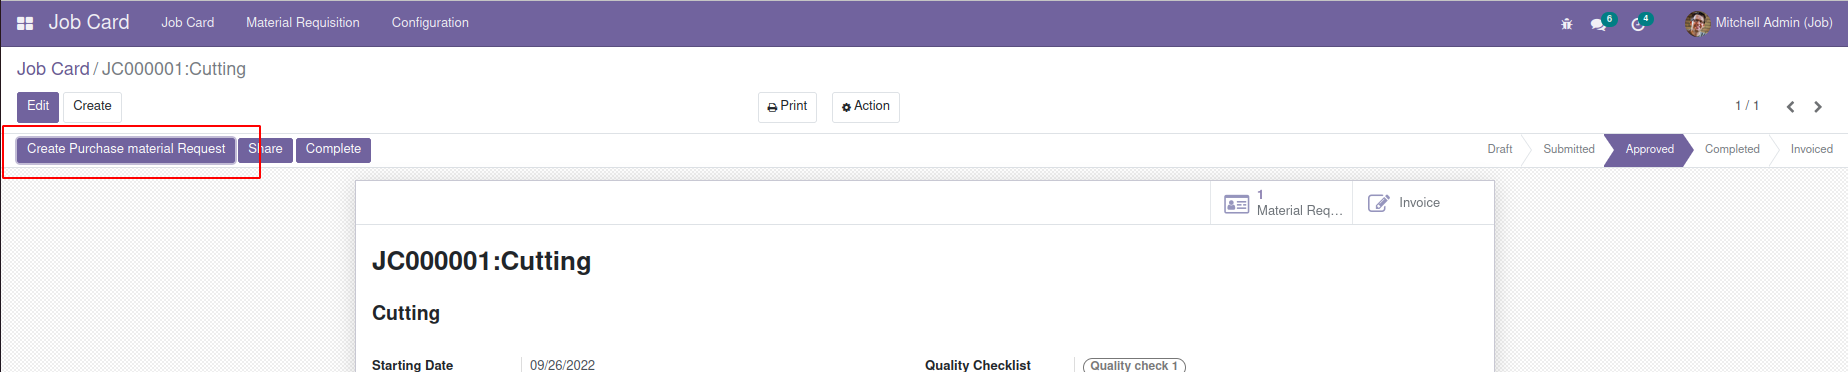 Job Card Job Card Material Requisition Configuration 6 4 Mitchell Admin (Job)
Job Card / JC000001:Cutting
Edit Create Print Action 1 / 1
Create Purchase material Request Share Complete Draft Submitted Approved Completed Invoiced
1
Material Req... Invoice
JC000001:Cutting
Cutting
Starting Date 09/26/2022 Quality Checklist Quality check 1